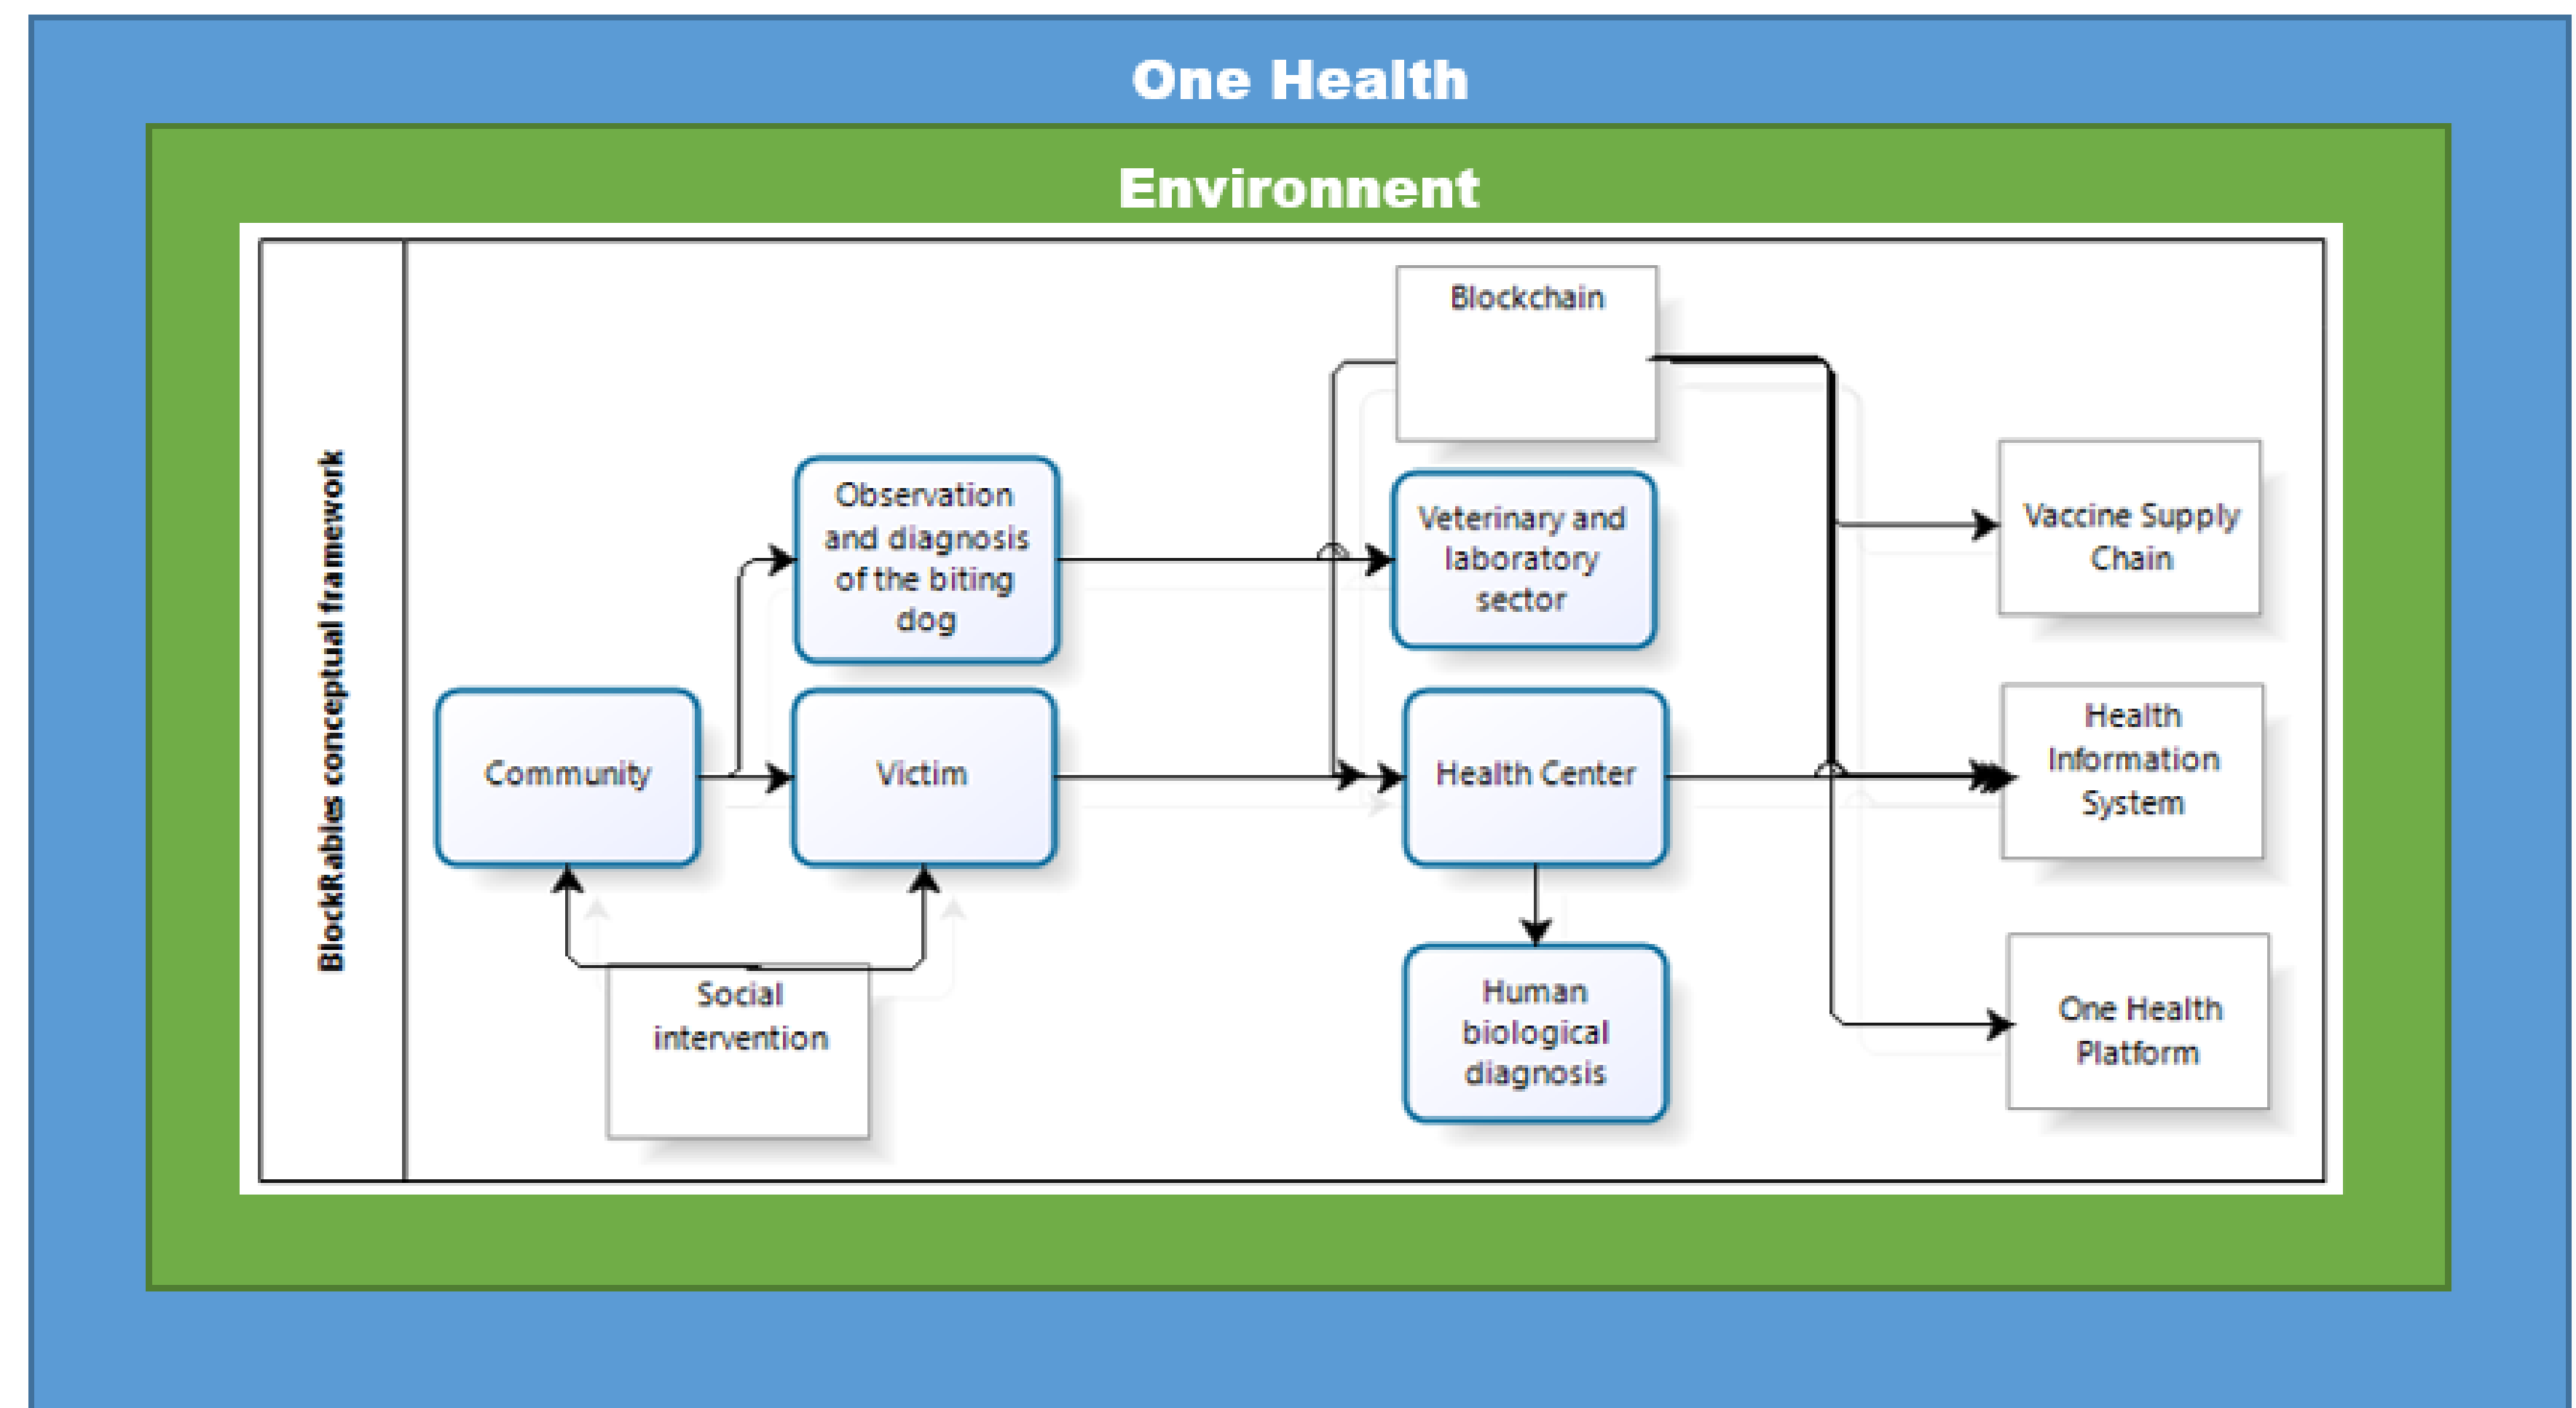 One Health
Environnent
BlockRabies conceptual framework
Blockchain
Observation
and diagnosis
of the biting
dog
Veterinary and
laboratory
sector
Vaccine Supply
Chain
Community
Victim
Health Center
Health
Information
System
Social
intervention
Human
biological
diagnosis
One Health
Platform